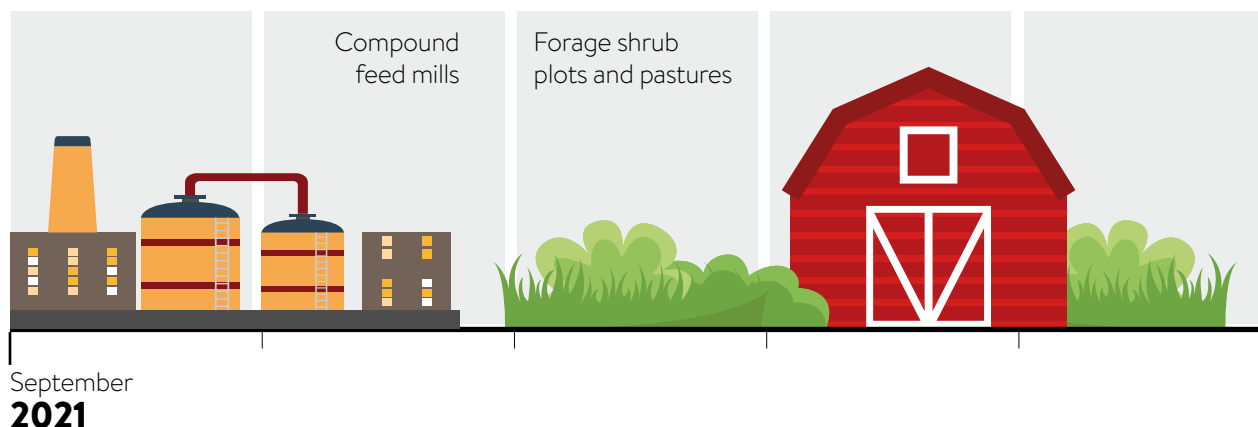 Compound
feed mills
Forage shrub
plots and pastures
September
2021